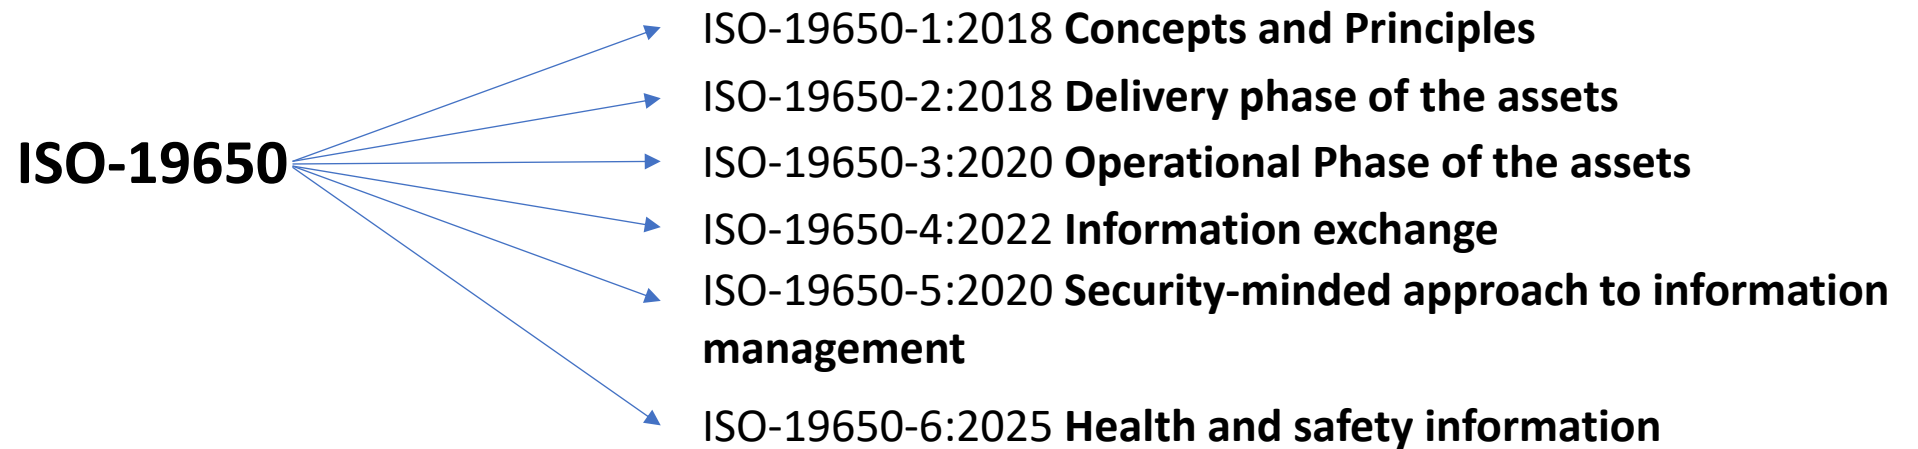 ISO-19650
ISO-19650-1:2018 Concepts and Principles
ISO-19650-2:2018 Delivery phase of the assets
ISO-19650-3:2020 Operational Phase of the assets
ISO-19650-4:2022 Information exchange
ISO-19650-5:2020 Security-minded approach to information
management
ISO-19650-6:2025 Health and safety information